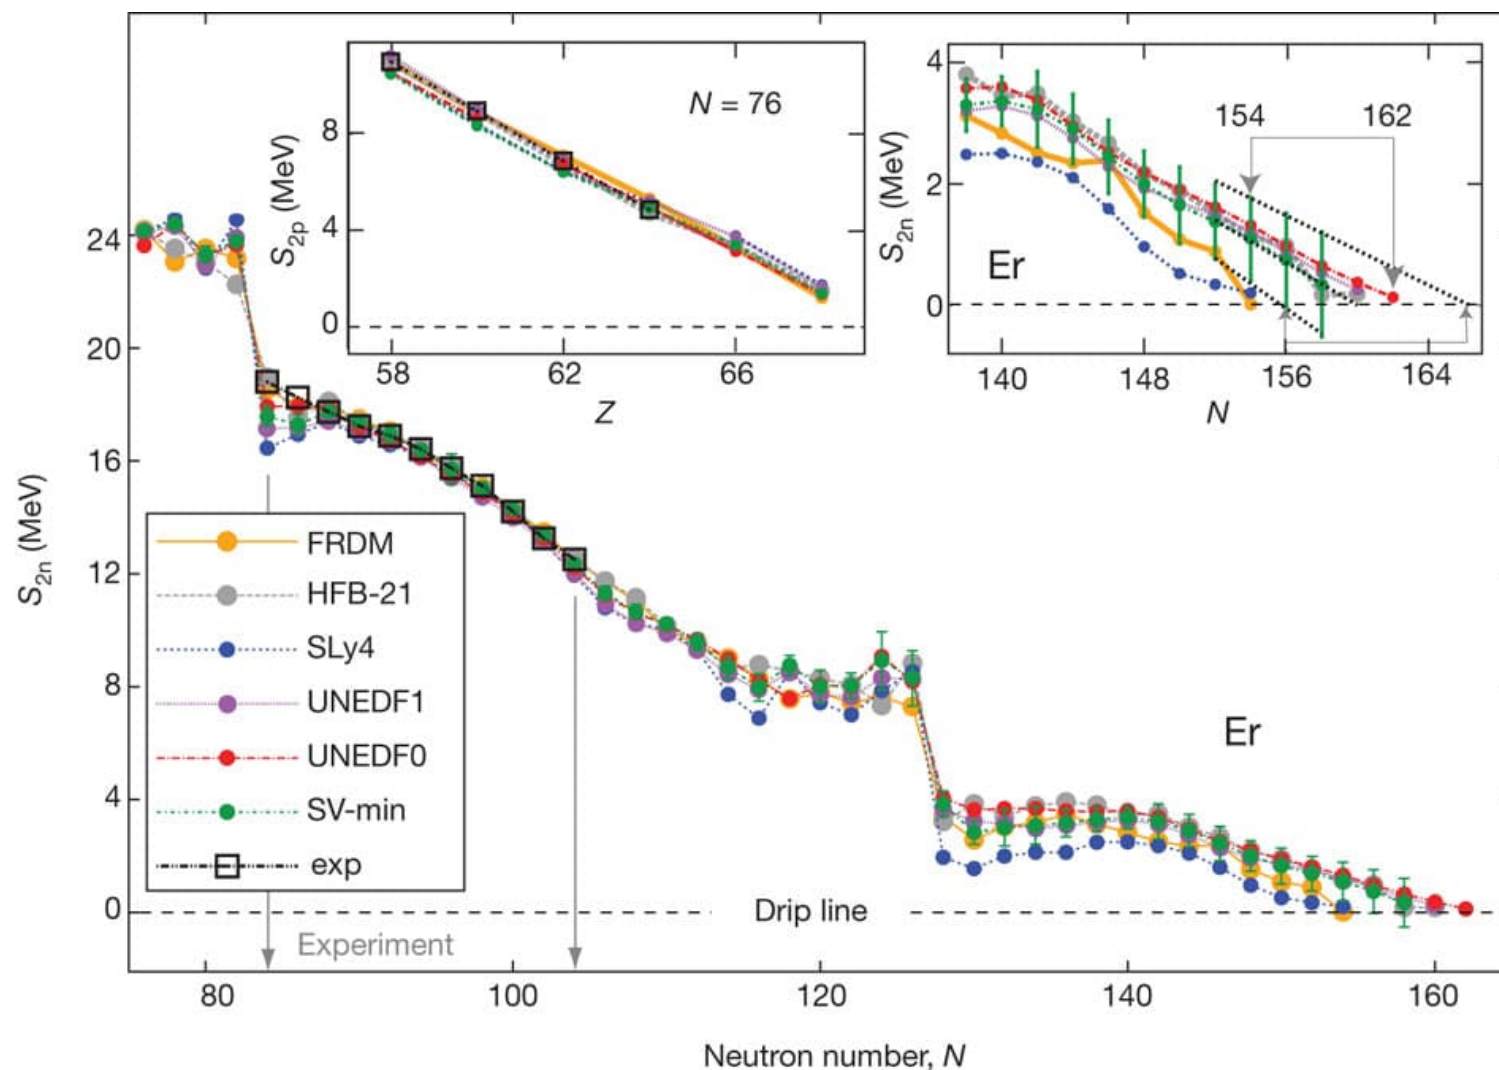 24
20
16
12
8
4
0
S2n (MeV)
80
100
120
140
160
Neutron number, N
FRDM
HFB-21
SLy4
UNEDF1
UNEDF0
SV-min
exp
Experiment
Drip line
Er
8
4
0
S2p (MeV)
N = 76
58
62
66
Z
4
2
0
S2n (MeV)
154
162
Er
140
148
156
164
N